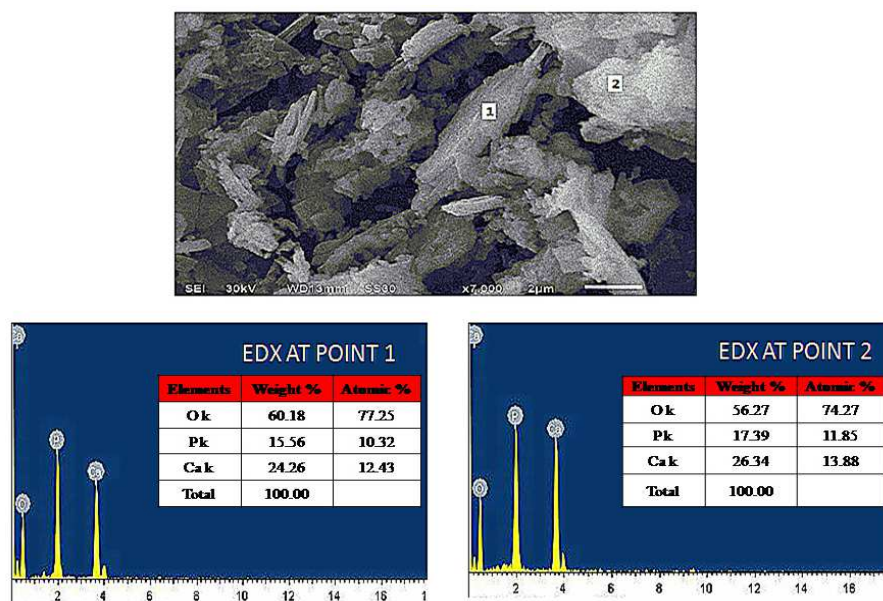 1
2
SEI 30kV WD13mm SS30 x7,000 2µm
EDX AT POINT 1
Elements Weight % Atomic %
O k 60.18 77.25
P k 15.56 10.32
Ca k 24.26 12.43
Total 100.00
O
P
Ca
2 4 6 8 10 12 14 16 1
EDX AT POINT 2
Elements Weight % Atomic %
O k 56.27 74.27
P k 17.39 11.85
Ca k 26.34 13.88
Total 100.00
O
P
Ca
2 4 6 8 10 12 14 16